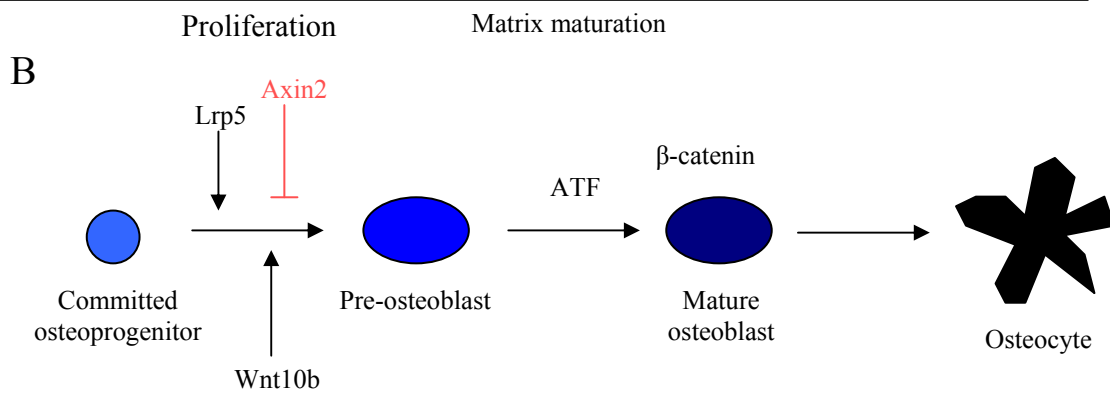 Proliferation
Matrix maturation
B
Axin2
Lrp5
β-catenin
ATF
Committed
osteoprogenitor
Pre-osteoblast
Mature
osteoblast
Osteocyte
Wnt10b